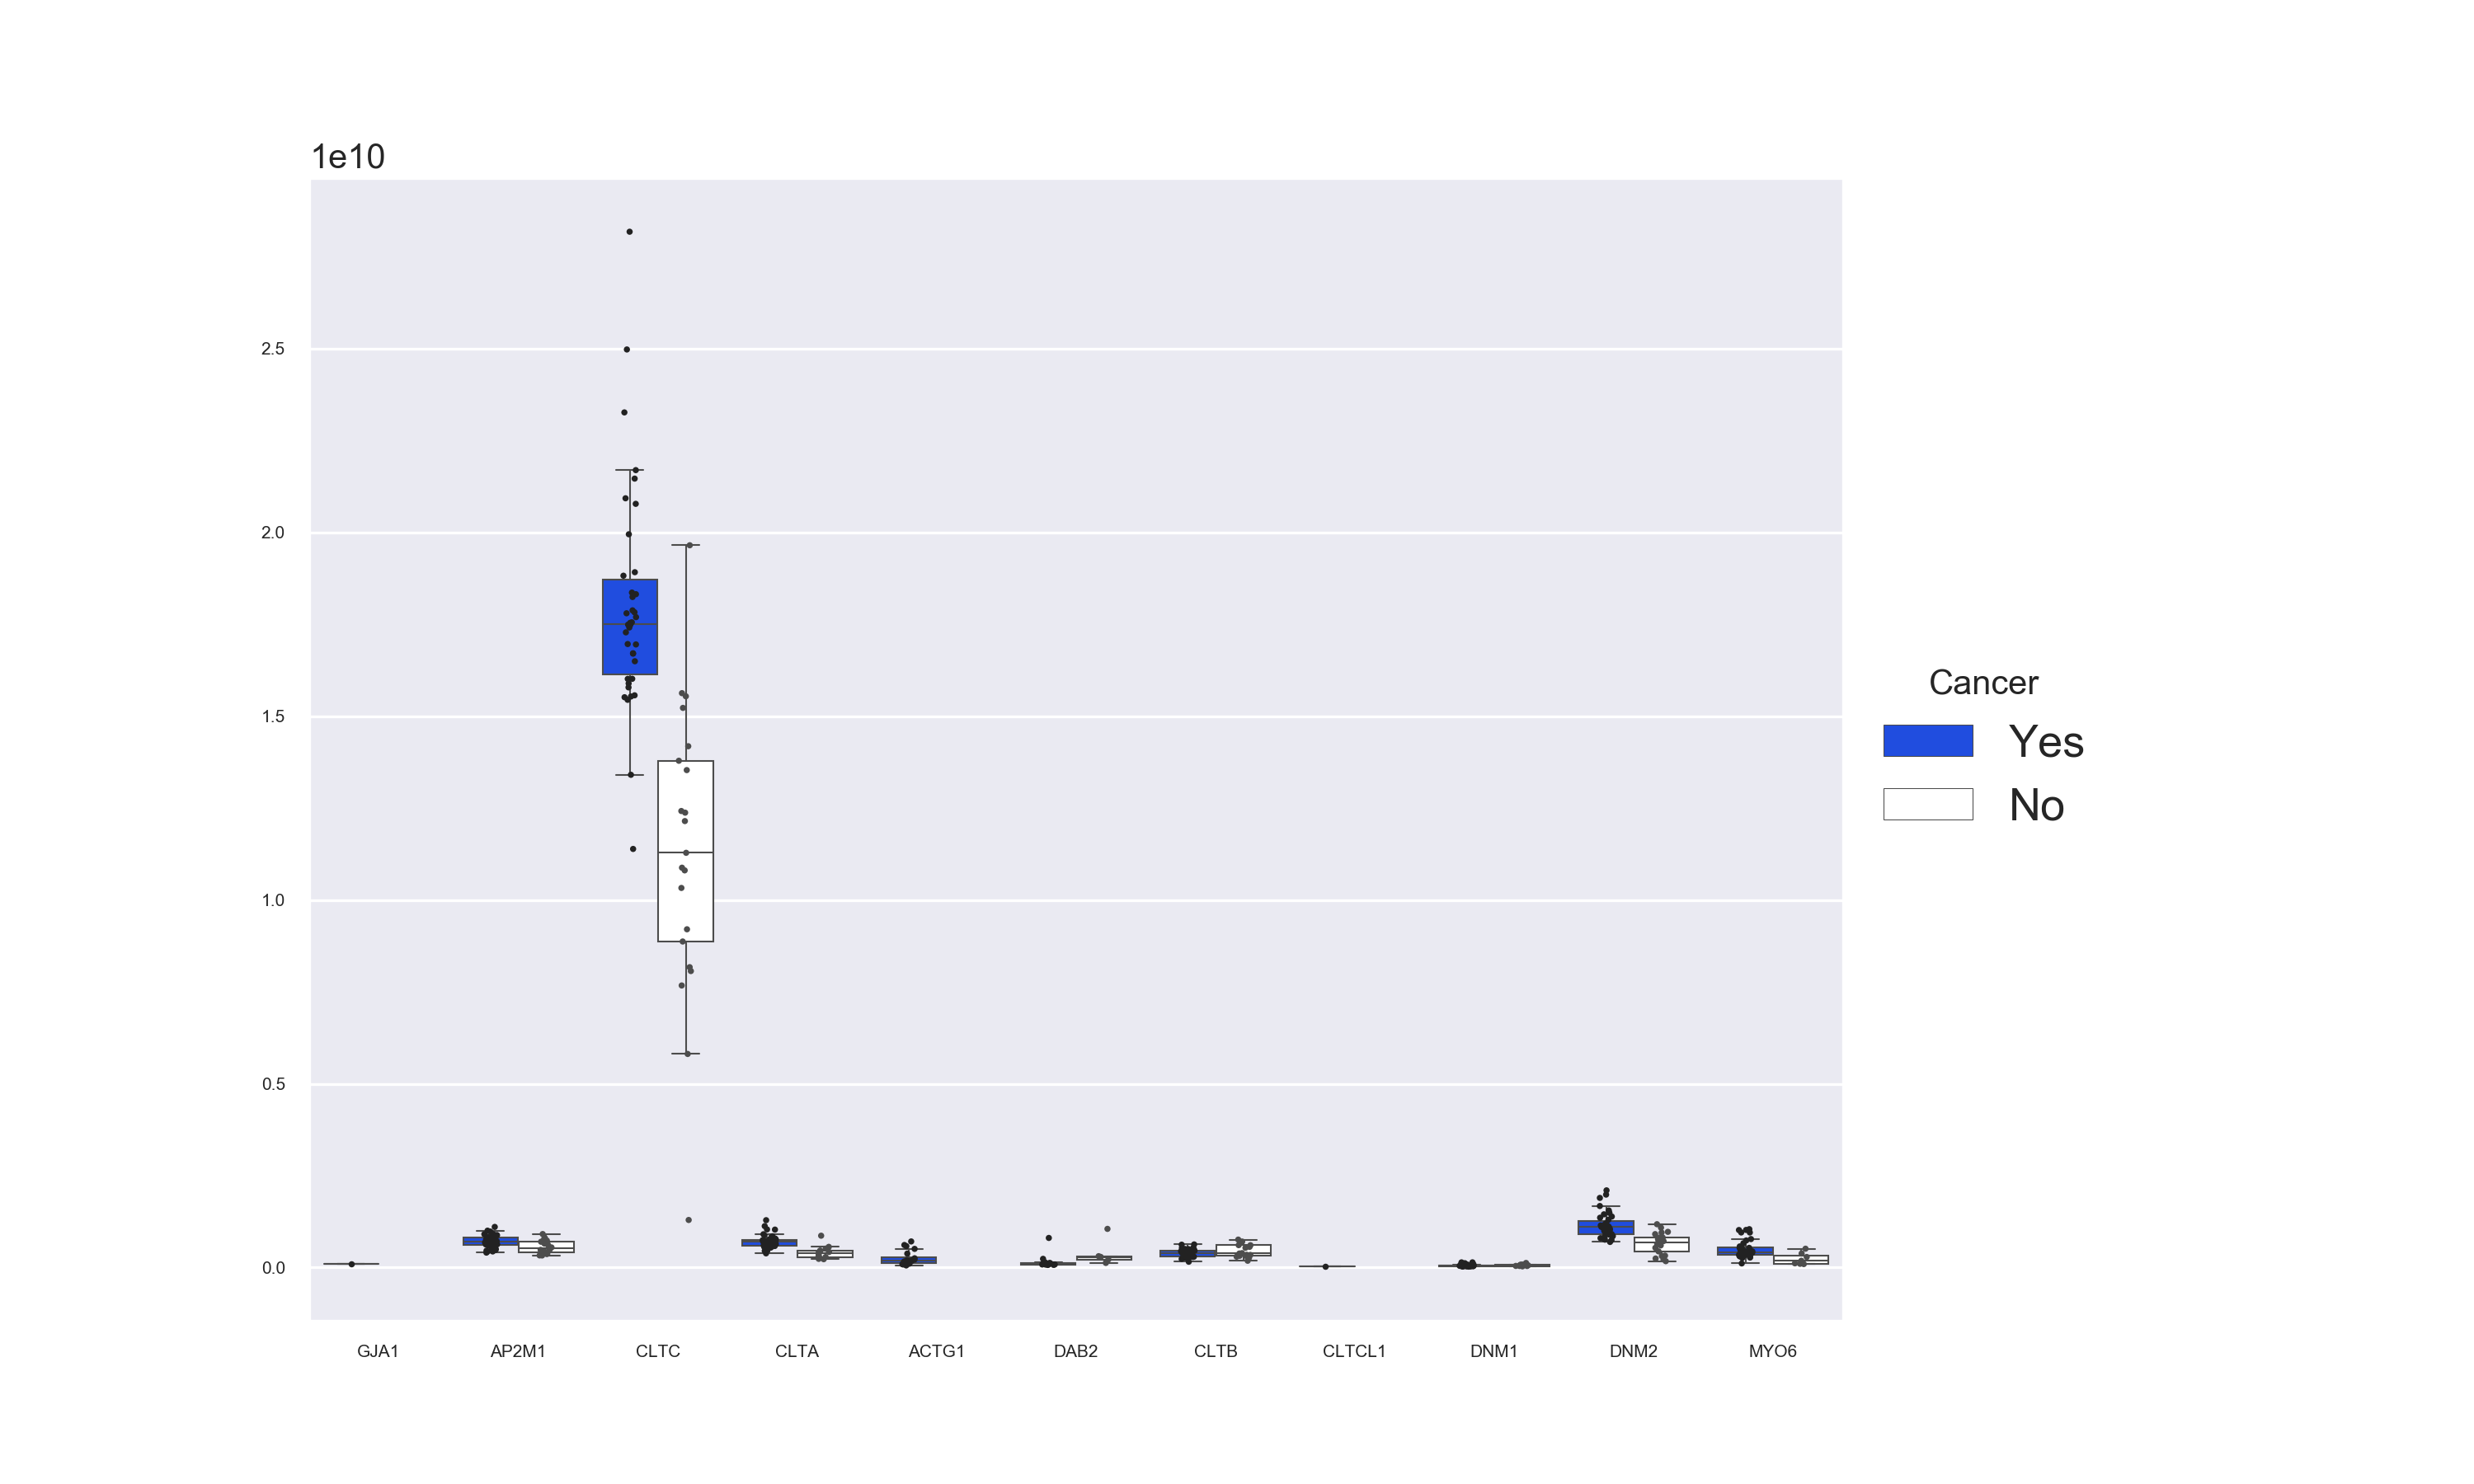 1e10
2.5
2.0
1.5
1.0
0.5
0.0
GJA1 AP2M1 CLTC CLTA ACTG1 DAB2 CLTB CLTCL1 DNM1 DNM2 MYO6
Cancer
Yes
No